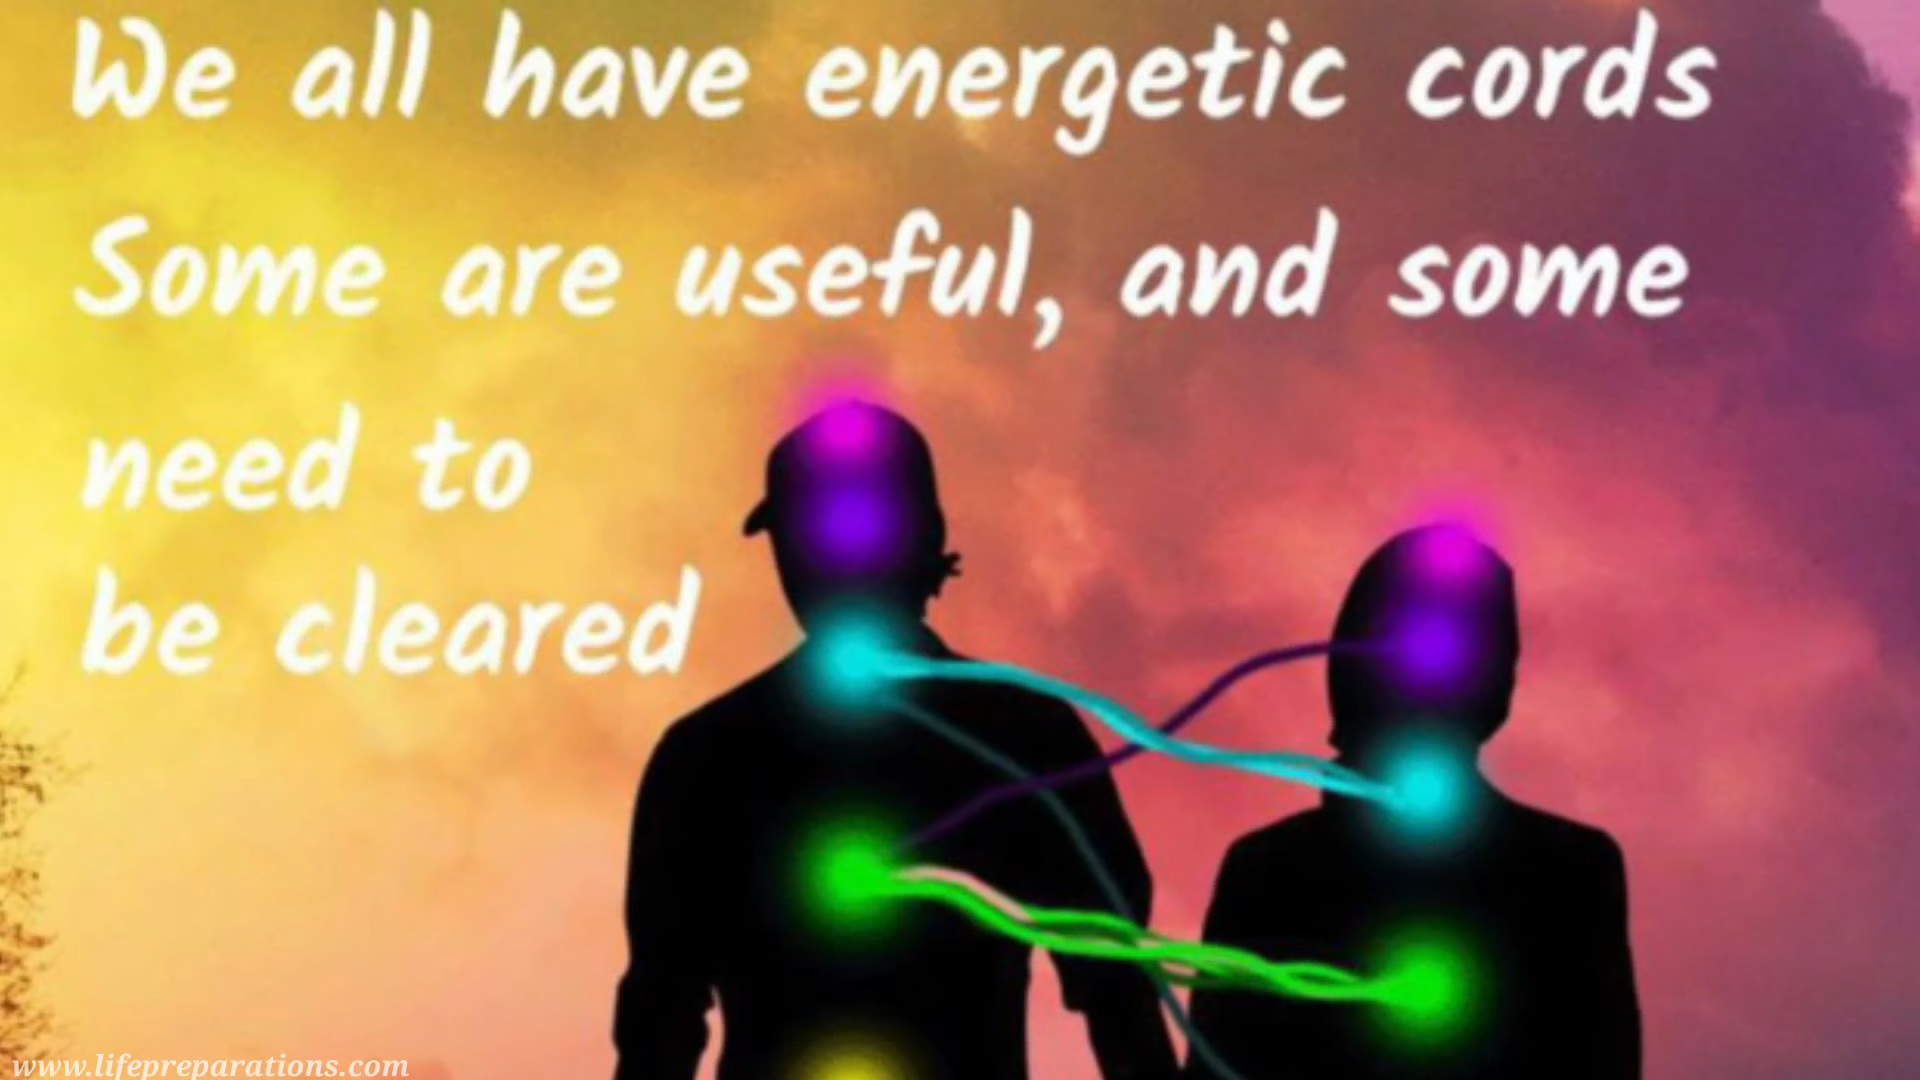 We all have energetic cords
Some are useful, and some
need to
be cleared
www.lifepreparations.com